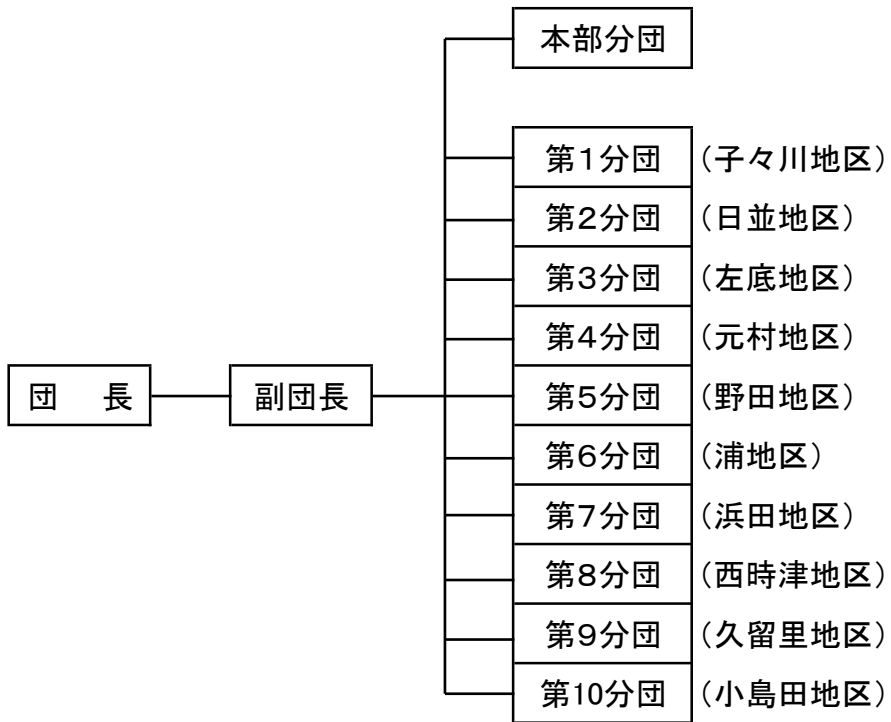 本部分団
第1分団 (子々川地区)
第2分団 (日並地区)
第3分団 (左底地区)
第4分団 (元村地区)
団　長 副団長 第5分団 (野田地区)
第6分団 (浦地区)
第7分団 (浜田地区)
第8分団 (西時津地区)
第9分団 (久留里地区)
第10分団 (小島田地区)